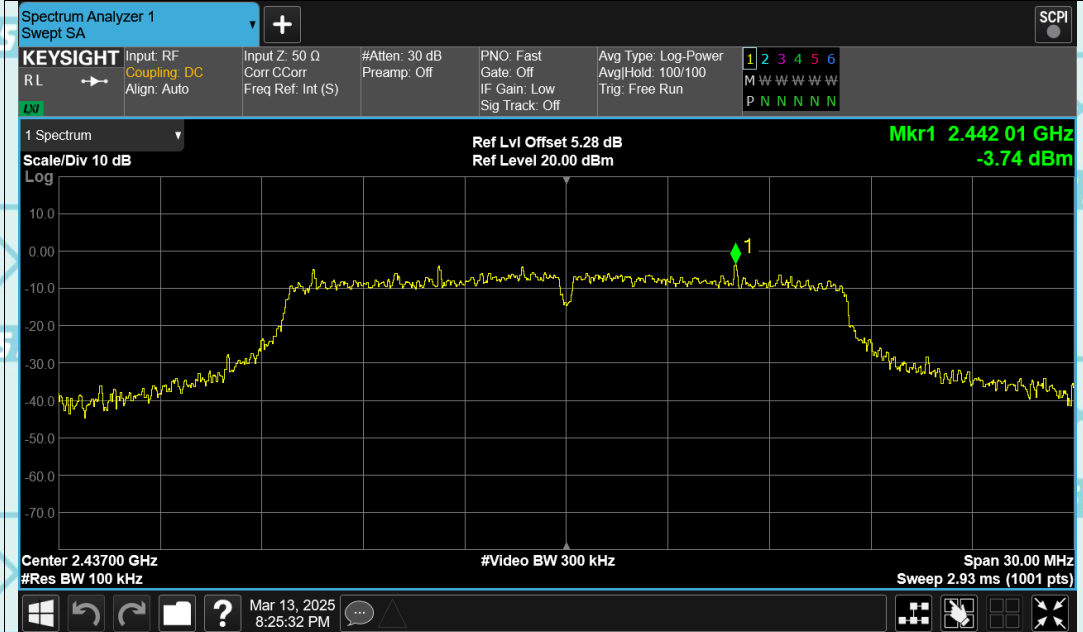 Spectrum Analyzer 1
Swept SA
+
SCPI
KEYSIGHT
R L
LXI
Input: RF
Coupling: DC
Align: Auto
Input Z: 50 Ω
Corr CCorr
Freq Ref: Int (S)
#Atten: 30 dB
Preamp: Off
PNO: Fast
Gate: Off
IF Gain: Low
Sig Track: Off
Avg Type: Log-Power
Avg|Hold: 100/100
Trig: Free Run
1 2 3 4 5 6
M W W W W W
P N N N N N
1 Spectrum
Scale/Div 10 dB
Ref Lvl Offset 5.28 dB
Ref Level 20.00 dBm
Mkr1 2.442 01 GHz
-3.74 dBm
Log
10.0
0.00
-10.0
-20.0
-30.0
-40.0
-50.0
-60.0
-70.0
1
Center 2.43700 GHz
#Res BW 100 kHz
#Video BW 300 kHz
Span 30.00 MHz
Sweep 2.93 ms (1001 pts)
?
Mar 13, 2025
8:25:32 PM